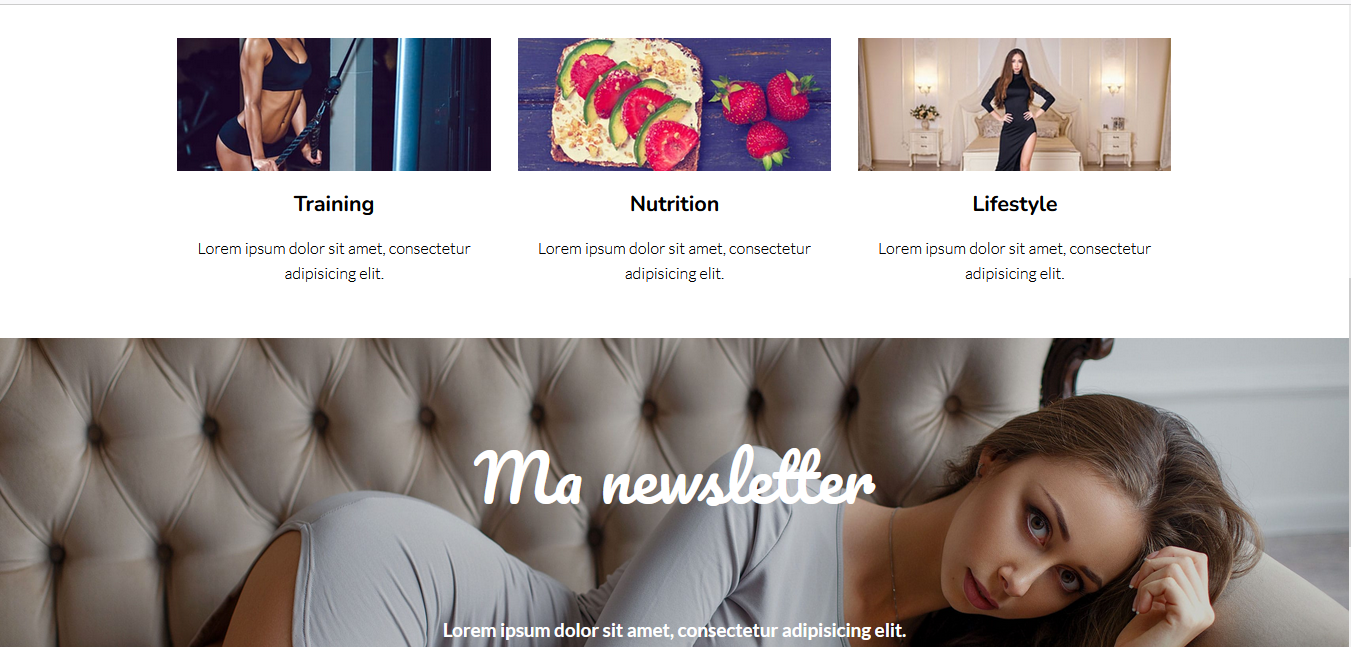 Training
Nutrition
Lifestyle
Lorem ipsum dolor sit amet, consectetur
adipisicing elit.
Lorem ipsum dolor sit amet, consectetur
adipisicing elit.
Lorem ipsum dolor sit amet, consectetur
adipisicing elit.
Ma newsletter
Lorem ipsum dolor sit amet, consectetur adipisicing elit.